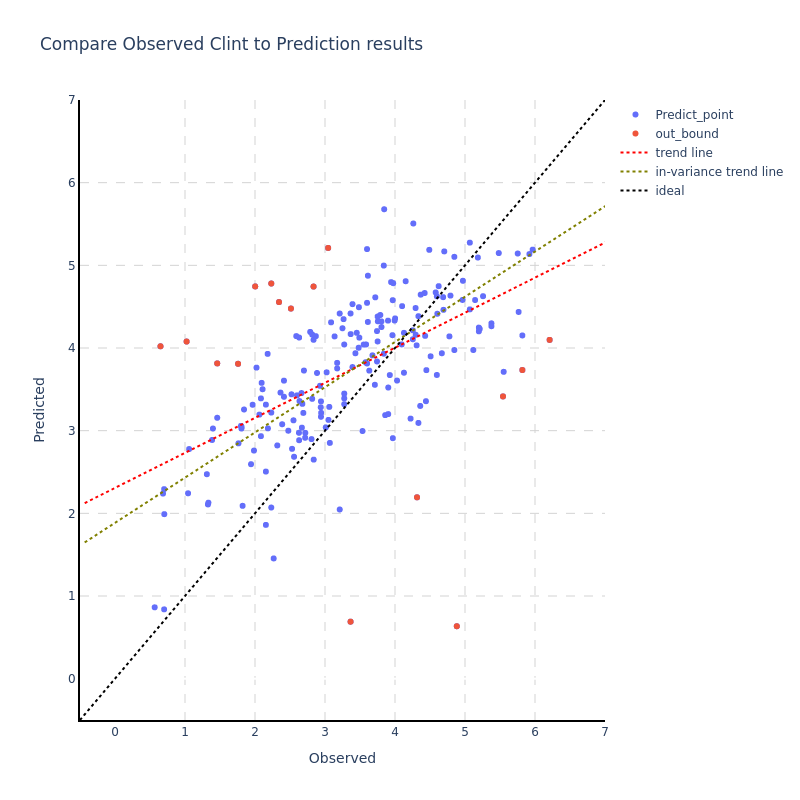 Compare Observed Clint to Prediction results
7
6
5
4
3
2
1
0
Predicted
0 1 2 3 4 5 6 7
Observed
Predict_point
out_bound
trend line
in-variance trend line
ideal